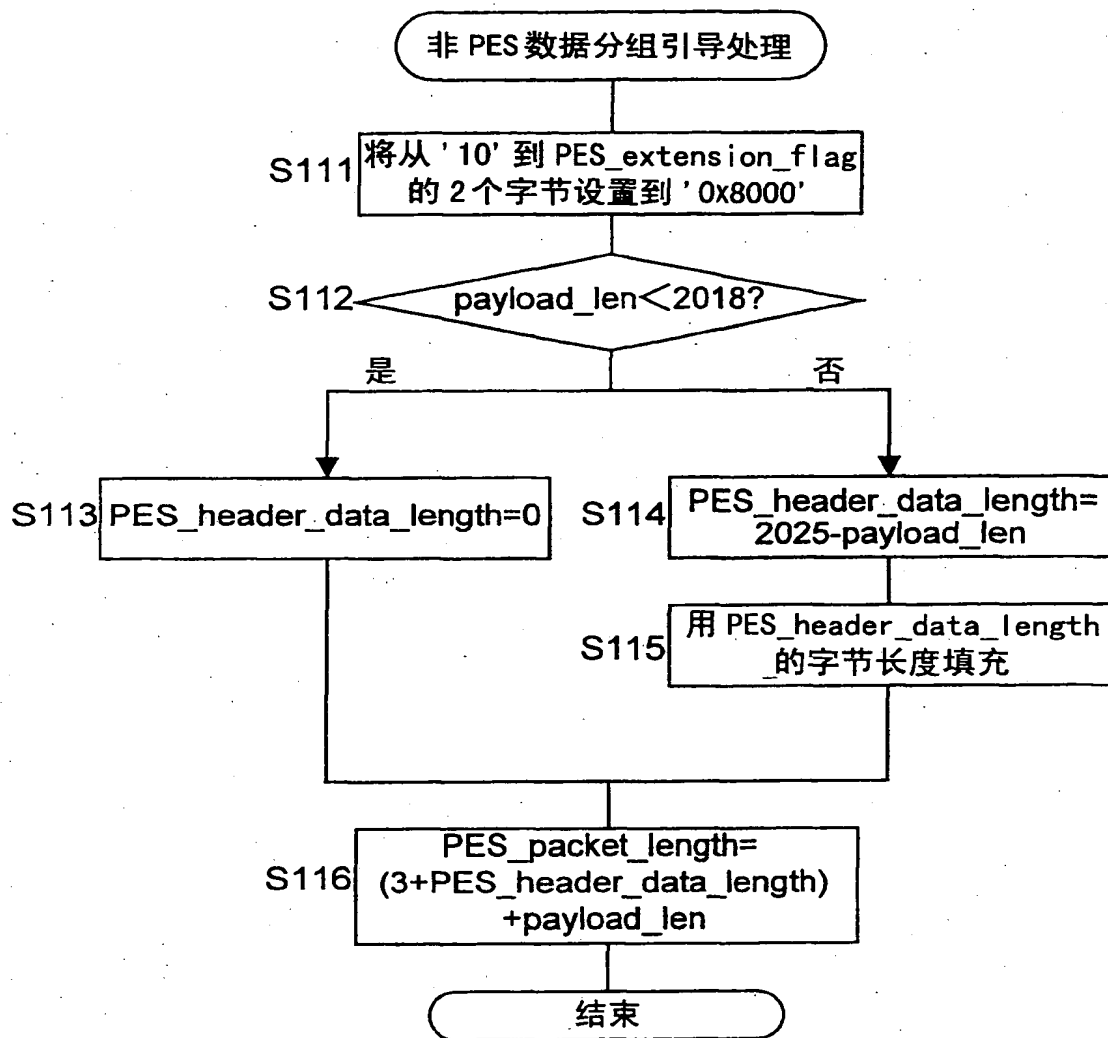 非 PES 数据分组引导处理
S111
将从 '10' 到 PES_extension_flag
的 2 个字节设置到 '0X8000'
S112
payload_len<2018?
是
否
S113
PES_header_data_length=0
S114
PES_header_data_length=
2025-payload_len
S115
用 PES_header_data_length
的字节长度填充
S116
PES_packet_length=
(3+PES_header_data_length)
+payload_len
结束